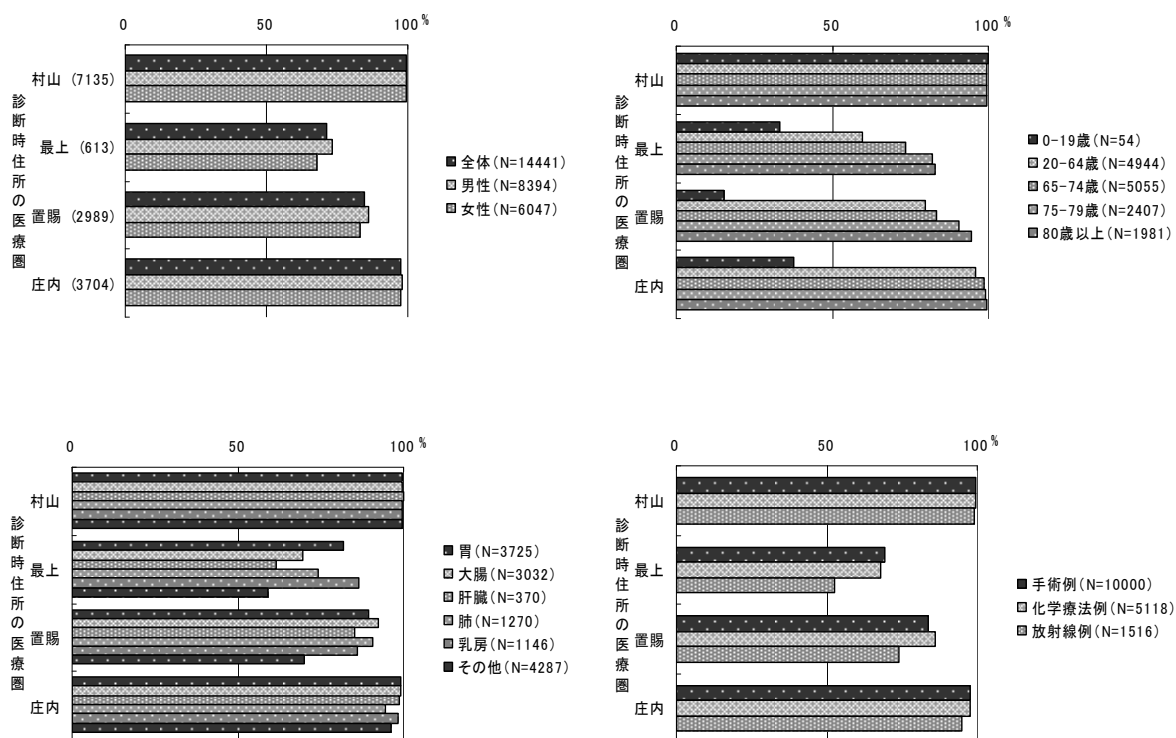 0 50 100 %
診断時住所の医療圏
村山 (7135)
最上 (613)
置賜 (2989)
庄内 (3704)
全体(N=14441)
男性(N=8394)
女性(N=6047)
0 50 100 %
診断時住所の医療圏
村山
最上
置賜
庄内
0-19歳(N=54)
20-64歳(N=4944)
65-74歳(N=5055)
75-79歳(N=2407)
80歳以上(N=1981)
0 50 100 %
診断時住所の医療圏
村山
最上
置賜
庄内
胃(N=3725)
大腸(N=3032)
肝臓(N=370)
肺(N=1270)
乳房(N=1146)
その他(N=4287)
0 50 100 %
診断時住所の医療圏
村山
最上
置賜
庄内
手術例(N=10000)
化学療法例(N=5118)
放射線例(N=1516)